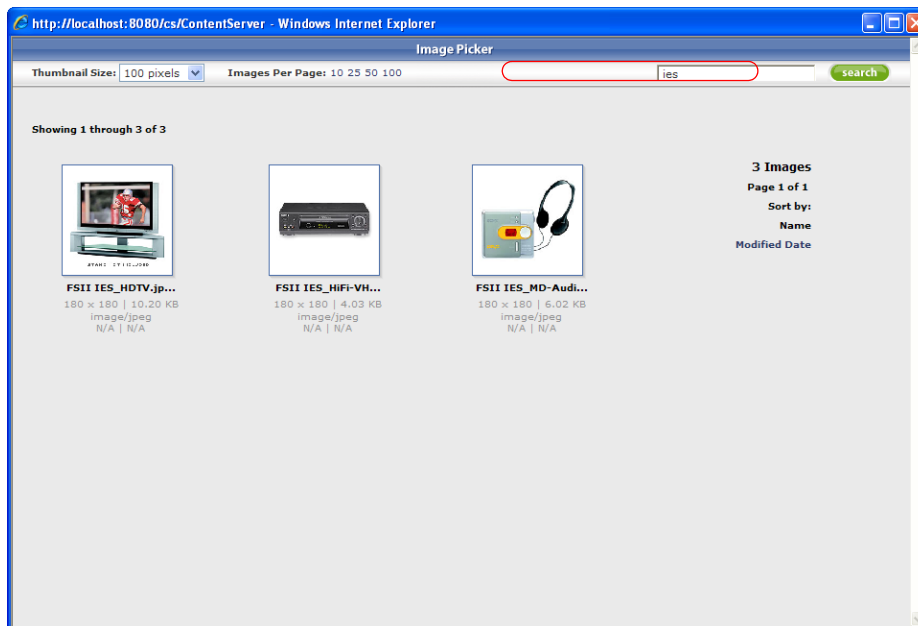 http://localhost:8080/cs/ContentServer - Windows Internet Explorer
Image Picker
Thumbnail Size: 100 pixels Images Per Page: 10 25 50 100 ies search
Showing 1 through 3 of 3
3 Images
Page 1 of 1
Sort by:
Name
Modified Date
FSII IES_HDTV.jp... FSII IES_HiFi-VH... FSII IES_MD-Audi...
180 x 180 | 10.20 KB 180 x 180 | 4.03 KB 180 x 180 | 6.02 KB
image/jpeg image/jpeg image/jpeg
N/A | N/A N/A | N/A N/A | N/A